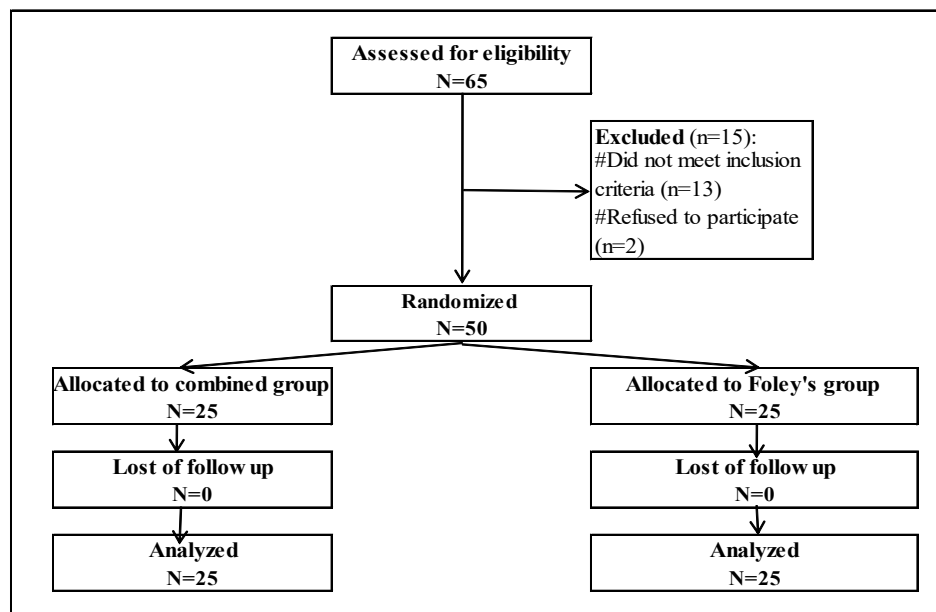 Assessed for eligibility
N=65
Excluded (n=15):
#Did not meet inclusion
criteria (n=13)
#Refused to participate
(n=2)
Randomized
N=50
Allocated to combined group
N=25
Allocated to Foley's group
N=25
Lost of follow up
N=0
Lost of follow up
N=0
Analyzed
N=25
Analyzed
N=25